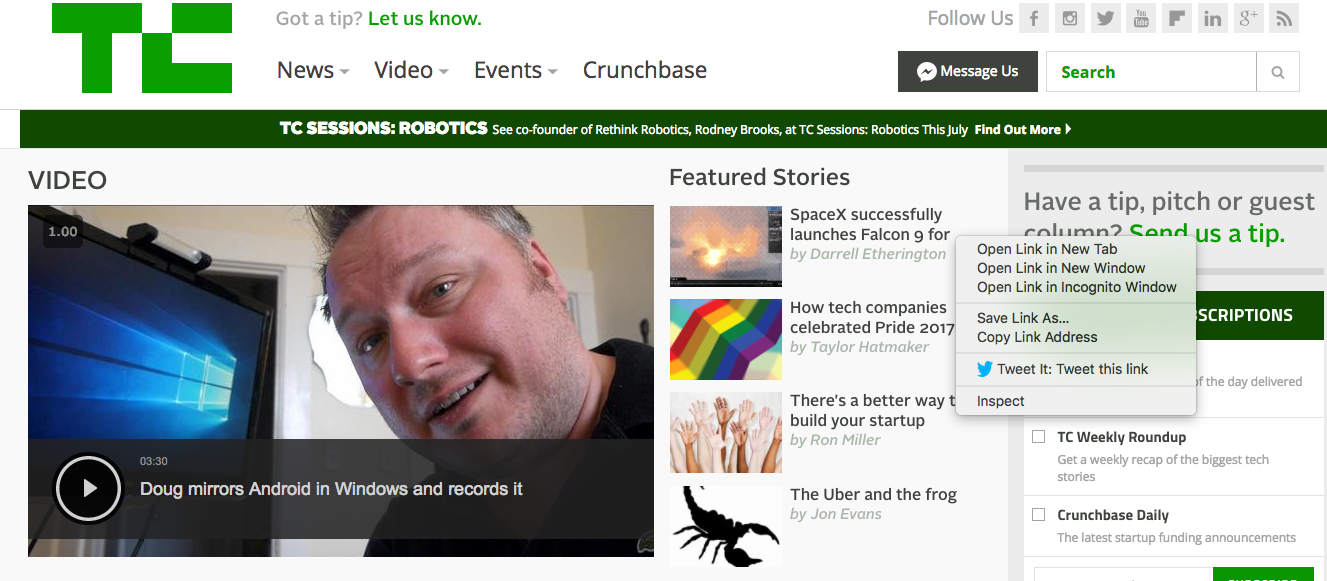 TC
Got a tip? Let us know.
Follow Us
News
Video
Events
Crunchbase
Message Us
Search
TC SESSIONS: ROBOTICS See co-founder of Rethink Robotics, Rodney Brooks, at TC Sessions: Robotics This July Find Out More
VIDEO
1.00
03:30
Doug mirrors Android in Windows and records it
Featured Stories
SpaceX successfully
launches Falcon 9 for
by Darrell Etherington
How tech companies
celebrated Pride 2017
by Taylor Hatmaker
There's a better way t
build your startup
by Ron Miller
The Uber and the frog
by Jon Evans
Have a tip, pitch or guest
column? Send us a tip.
Open Link in New Tab
Open Link in New Window
Open Link in Incognito Window
Save Link As...
Copy Link Address
Tweet It: Tweet this link
Inspect
SCRIPTIONS
of the day delivered
TC Weekly Roundup
Get a weekly recap of the biggest tech
stories
Crunchbase Daily
The latest startup funding announcements